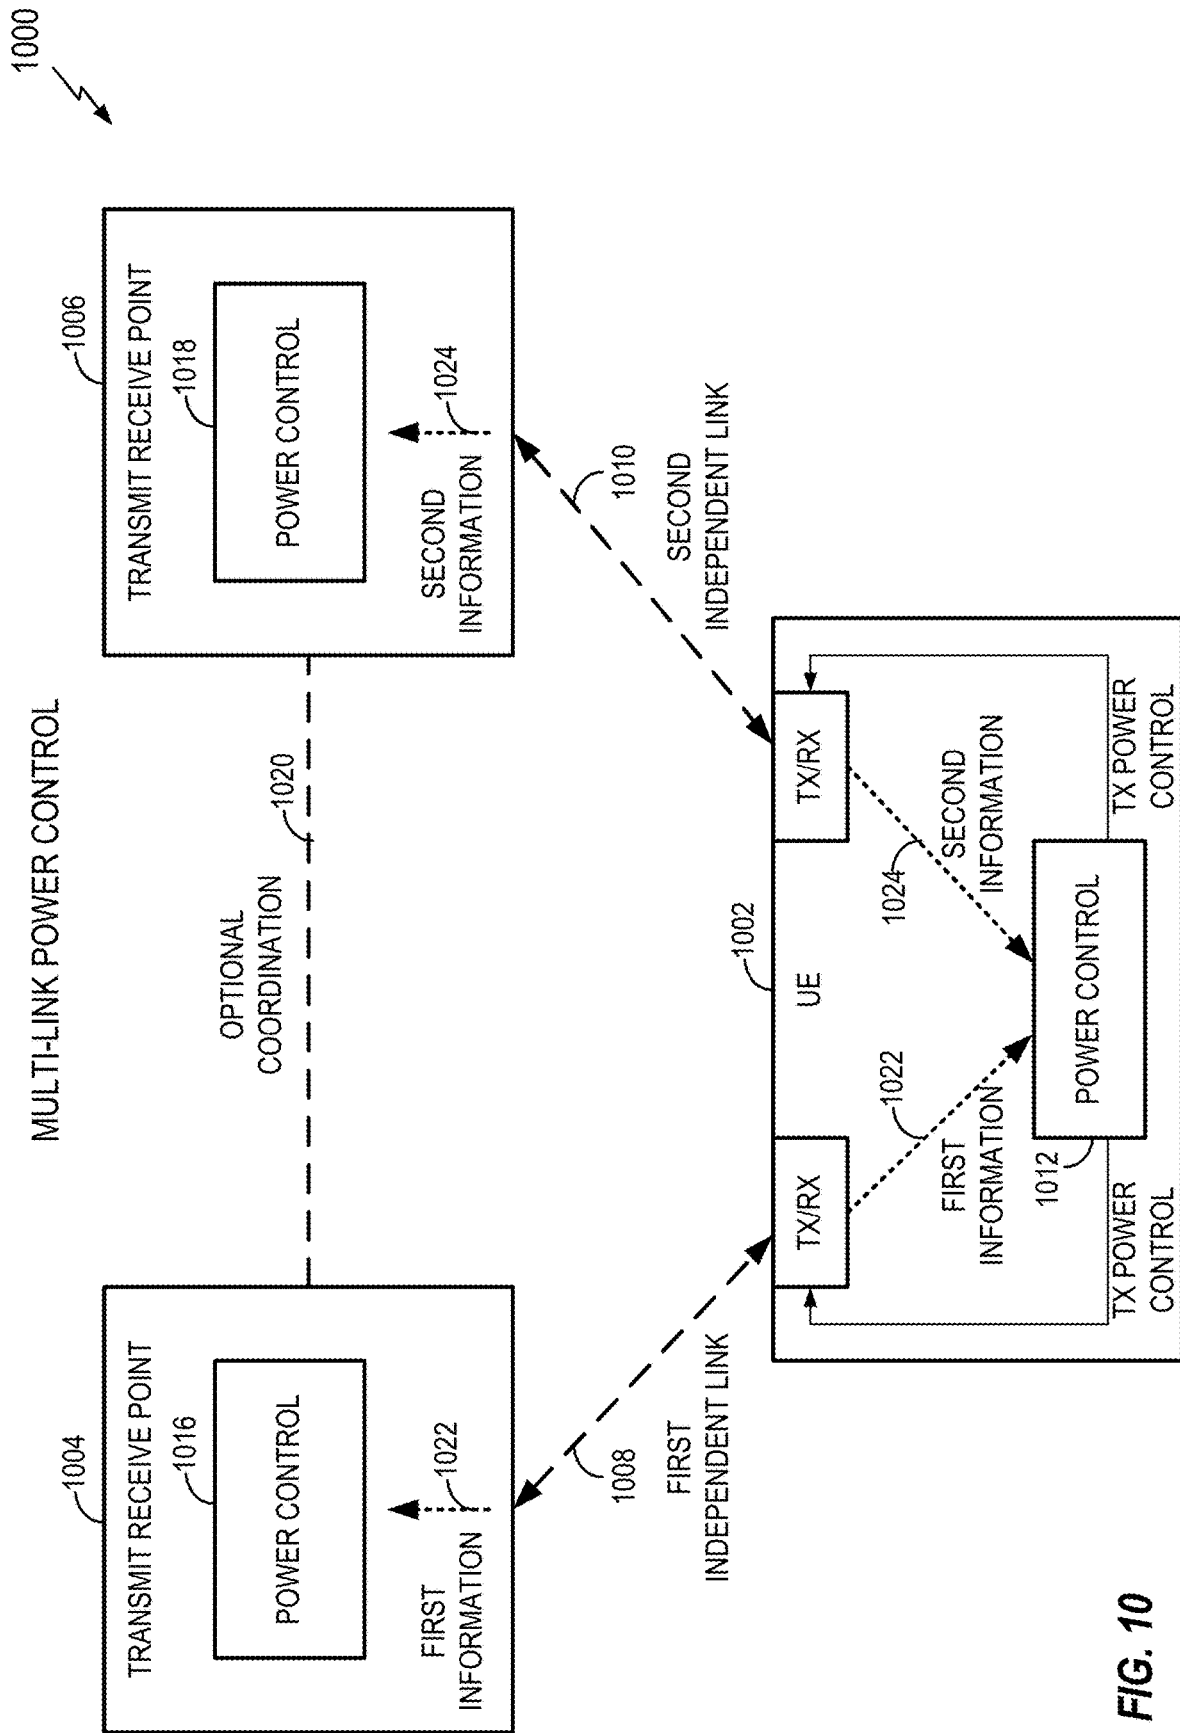 1000
MULTI-LINK POWER CONTROL
1004
TRANSMIT RECEIVE POINT
1016
POWER CONTROL
FIRST
INFORMATION
1022
OPTIONAL
COORDINATION
1020
1006
TRANSMIT RECEIVE POINT
1018
POWER CONTROL
SECOND
INFORMATION
1024
1008
FIRST
INDEPENDENT LINK
1010
SECOND
INDEPENDENT LINK
1002
TX/RX
UE
TX/RX
1022
FIRST
INFORMATION
1024
SECOND
INFORMATION
1012
POWER CONTROL
TX POWER
CONTROL
TX POWER
CONTROL
FIG. 10